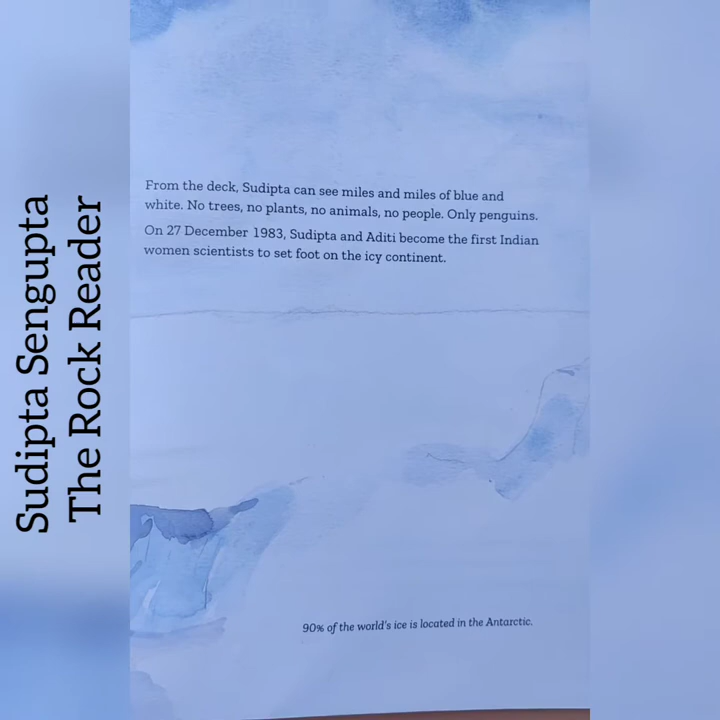 Sudipta Sengupta
The Rock Reader
From the deck, Sudipta can see miles and miles of blue and
white. No trees, no plants, no animals, no people. Only penguins.
On 27 December 1983, Sudipta and Aditi become the first Indian
women scientists to set foot on the icy continent.
90% of the world's ice is located in the Antarctic.